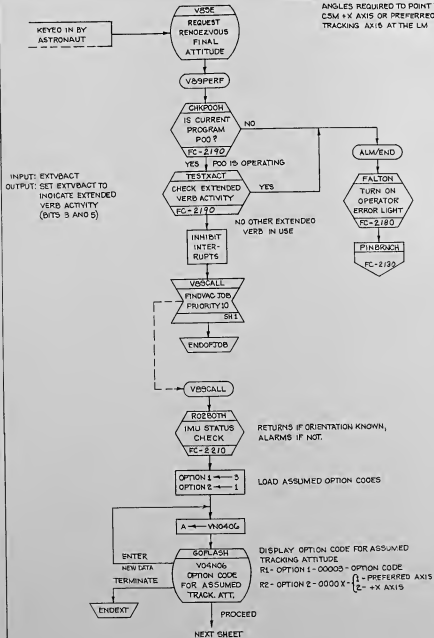 ANGLES REQUIRED TO POINT
CSM +X AXIS OR PREFERRED
TRACKING AXIS AT THE LM
V89E
REQUEST
RENDEZVOUS
FINAL
ATTITUDE
KEYED IN BY
ASTRONAUT
V89PERF
CHKPOOH
IS CURRENT
PROGRAM
POO?
FC-2190
NO
YES
POO IS OPERATING
ALM/END
FALTON
TURN ON
OPERATOR
ERROR LIGHT
FC-2180
PINBRNCH
FC-2130
INPUT: EXTVBACT
OUTPUT: SET EXTVBACT TO
INDICATE EXTENDED
VERB ACTIVITY
(BITS 3 AND 5)
TESTXACT
CHECK EXTENDED
VERB ACTIVITY
FC-2190
YES
NO OTHER EXTENDED
VERB IN USE
INHIBIT
INTER-
RUPTS
V89CALL
FINDVAC JOB
PRIORITY 10
SH 1
ENDOFJOB
V89CALL
R02BOTH
IMU STATUS
CHECK
FC-2210
RETURNS IF ORIENTATION KNOWN,
ALARMS IF NOT.
OPTION 1 ← 3
OPTION 2 ← 1
LOAD ASSUMED OPTION CODES
A ← VN0406
ENTER
NEW DATA
TERMINATE
ENDEXT
GOFLASH
V04N06
OPTION CODE
FOR ASSUMED
TRACK. ATT.
DISPLAY OPTION CODE FOR ASSUMED
TRACKING ATTITUDE
R1- OPTION 1-00003- OPTION CODE
R2- OPTION 2-0000X- { 1- PREFERRED AXIS
2- +X AXIS
PROCEED
NEXT SHEET